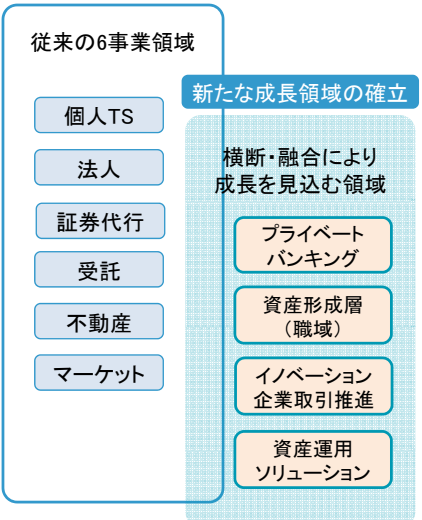 従来の6事業領域
個人TS
法人
証券代行
受託
不動産
マーケット
新たな成長領域の確立
横断・融合により
成長を見込む領域
プライベート
バンキング
資産形成層
（職域）
イノベーション
企業取引推進
資産運用
ソリューション